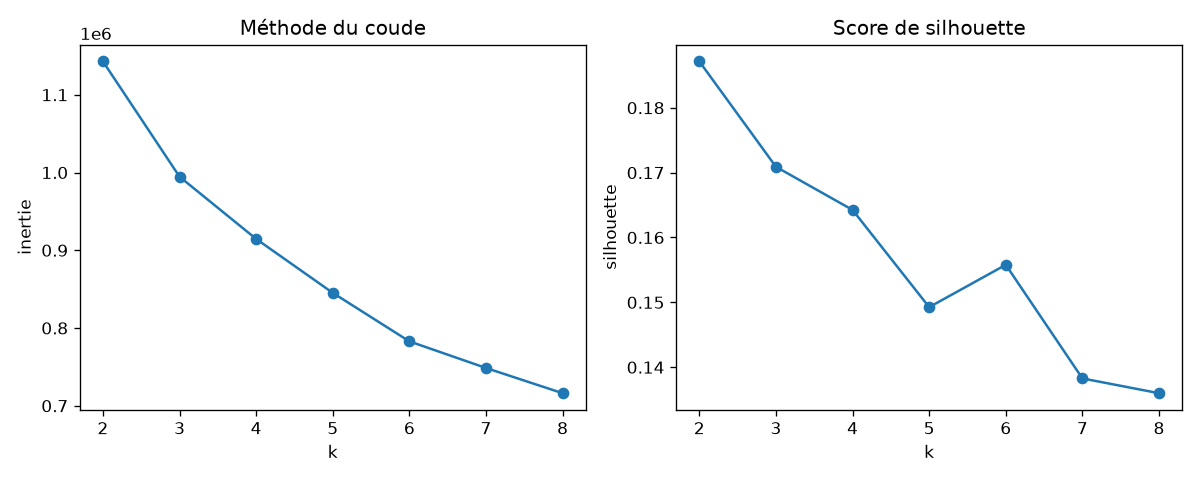 Méthode du coude
1e6
1.1
1.0
0.9
0.8
0.7
inertie
2 3 4 5 6 7 8
k
Score de silhouette
0.18
0.17
0.16
0.15
0.14
silhouette
2 3 4 5 6 7 8
k